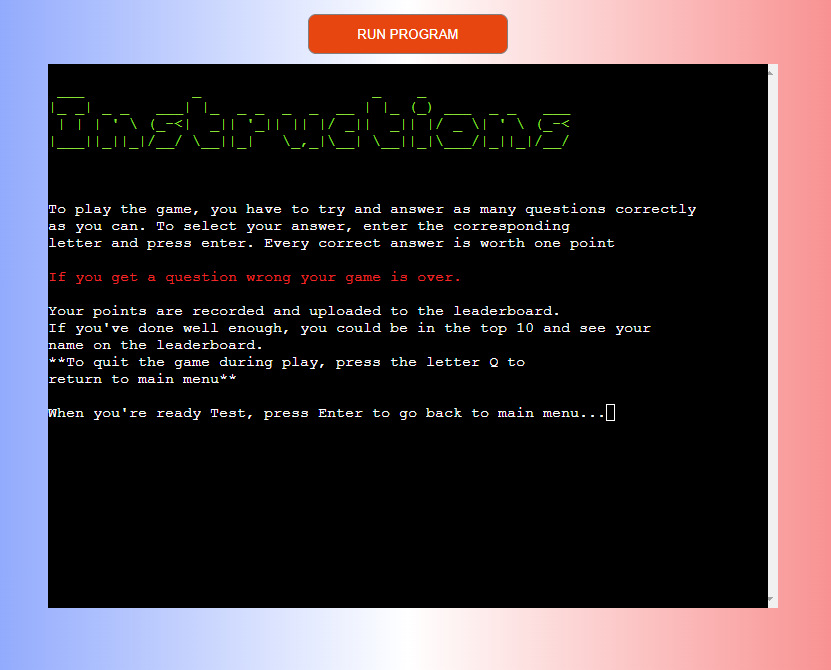 RUN PROGRAM
Instructions
To play the game, you have to try and answer as many questions correctly
as you can. To select your answer, enter the corresponding
letter and press enter. Every correct answer is worth one point
If you get a question wrong your game is over.
Your points are recorded and uploaded to the leaderboard.
If you've done well enough, you could be in the top 10 and see your
name on the leaderboard.
**To quit the game during play, press the letter Q to
return to main menu**
When you're ready Test, press Enter to go back to main menu...